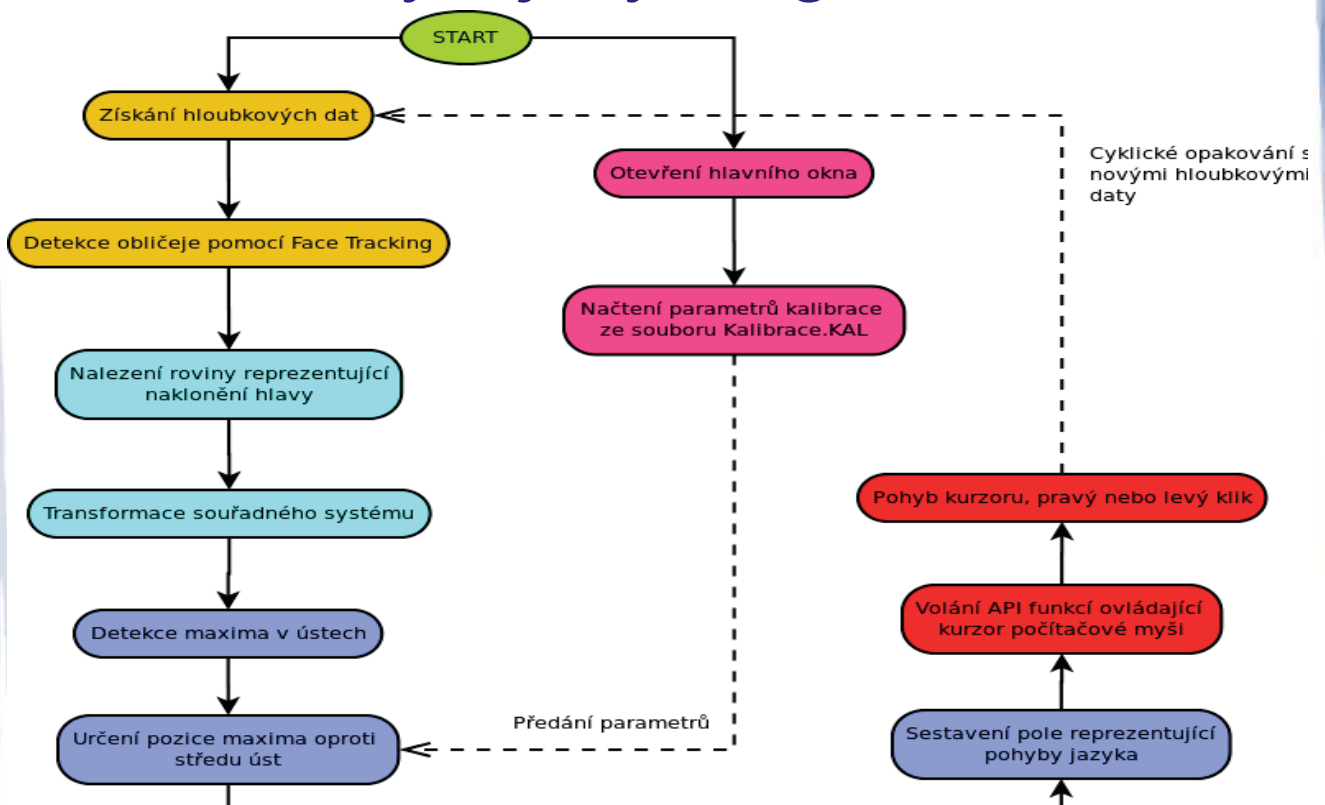 START
Získání hloubkových dat
Cyklické opakování s
novými hloubkovými
daty
Otevření hlavního okna
Detekce obličeje pomocí Face Tracking
Načtení parametrů kalibrace
ze souboru Kalibrace.KAL
Nalezení roviny reprezentující
naklonění hlavy
Pohyb kurzoru, pravý nebo levý klik
Transformace souřadného systému
Volání API funkcí ovládající
kurzor počítačové myši
Detekce maxima v ústech
Předání parametrů
Určení pozice maxima oproti
středu úst
Sestavení pole reprezentující
pohyby jazyka